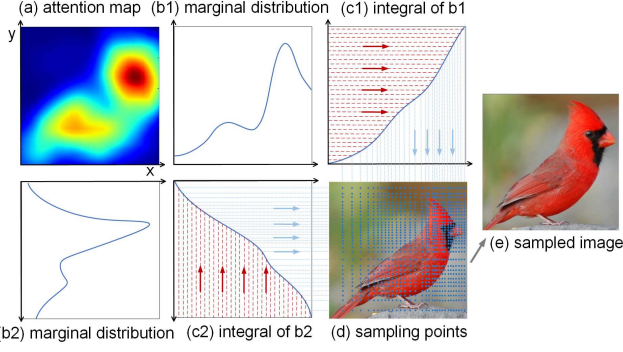 (a) attention map
(b1) marginal distribution
(c1) integral of b1
y
x
(e) sampled image
(b2) marginal distribution
(c2) integral of b2
(d) sampling points